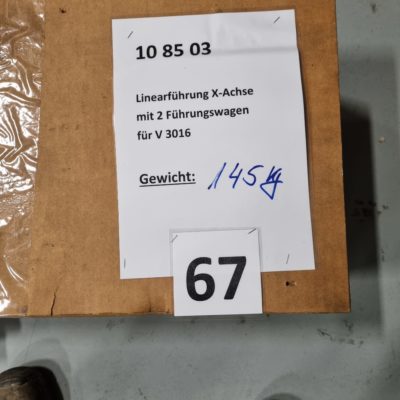 10 85 03
Linearführung X-Achse
mit 2 Führungswagen
für V 3016
Gewicht: 145 kg
67